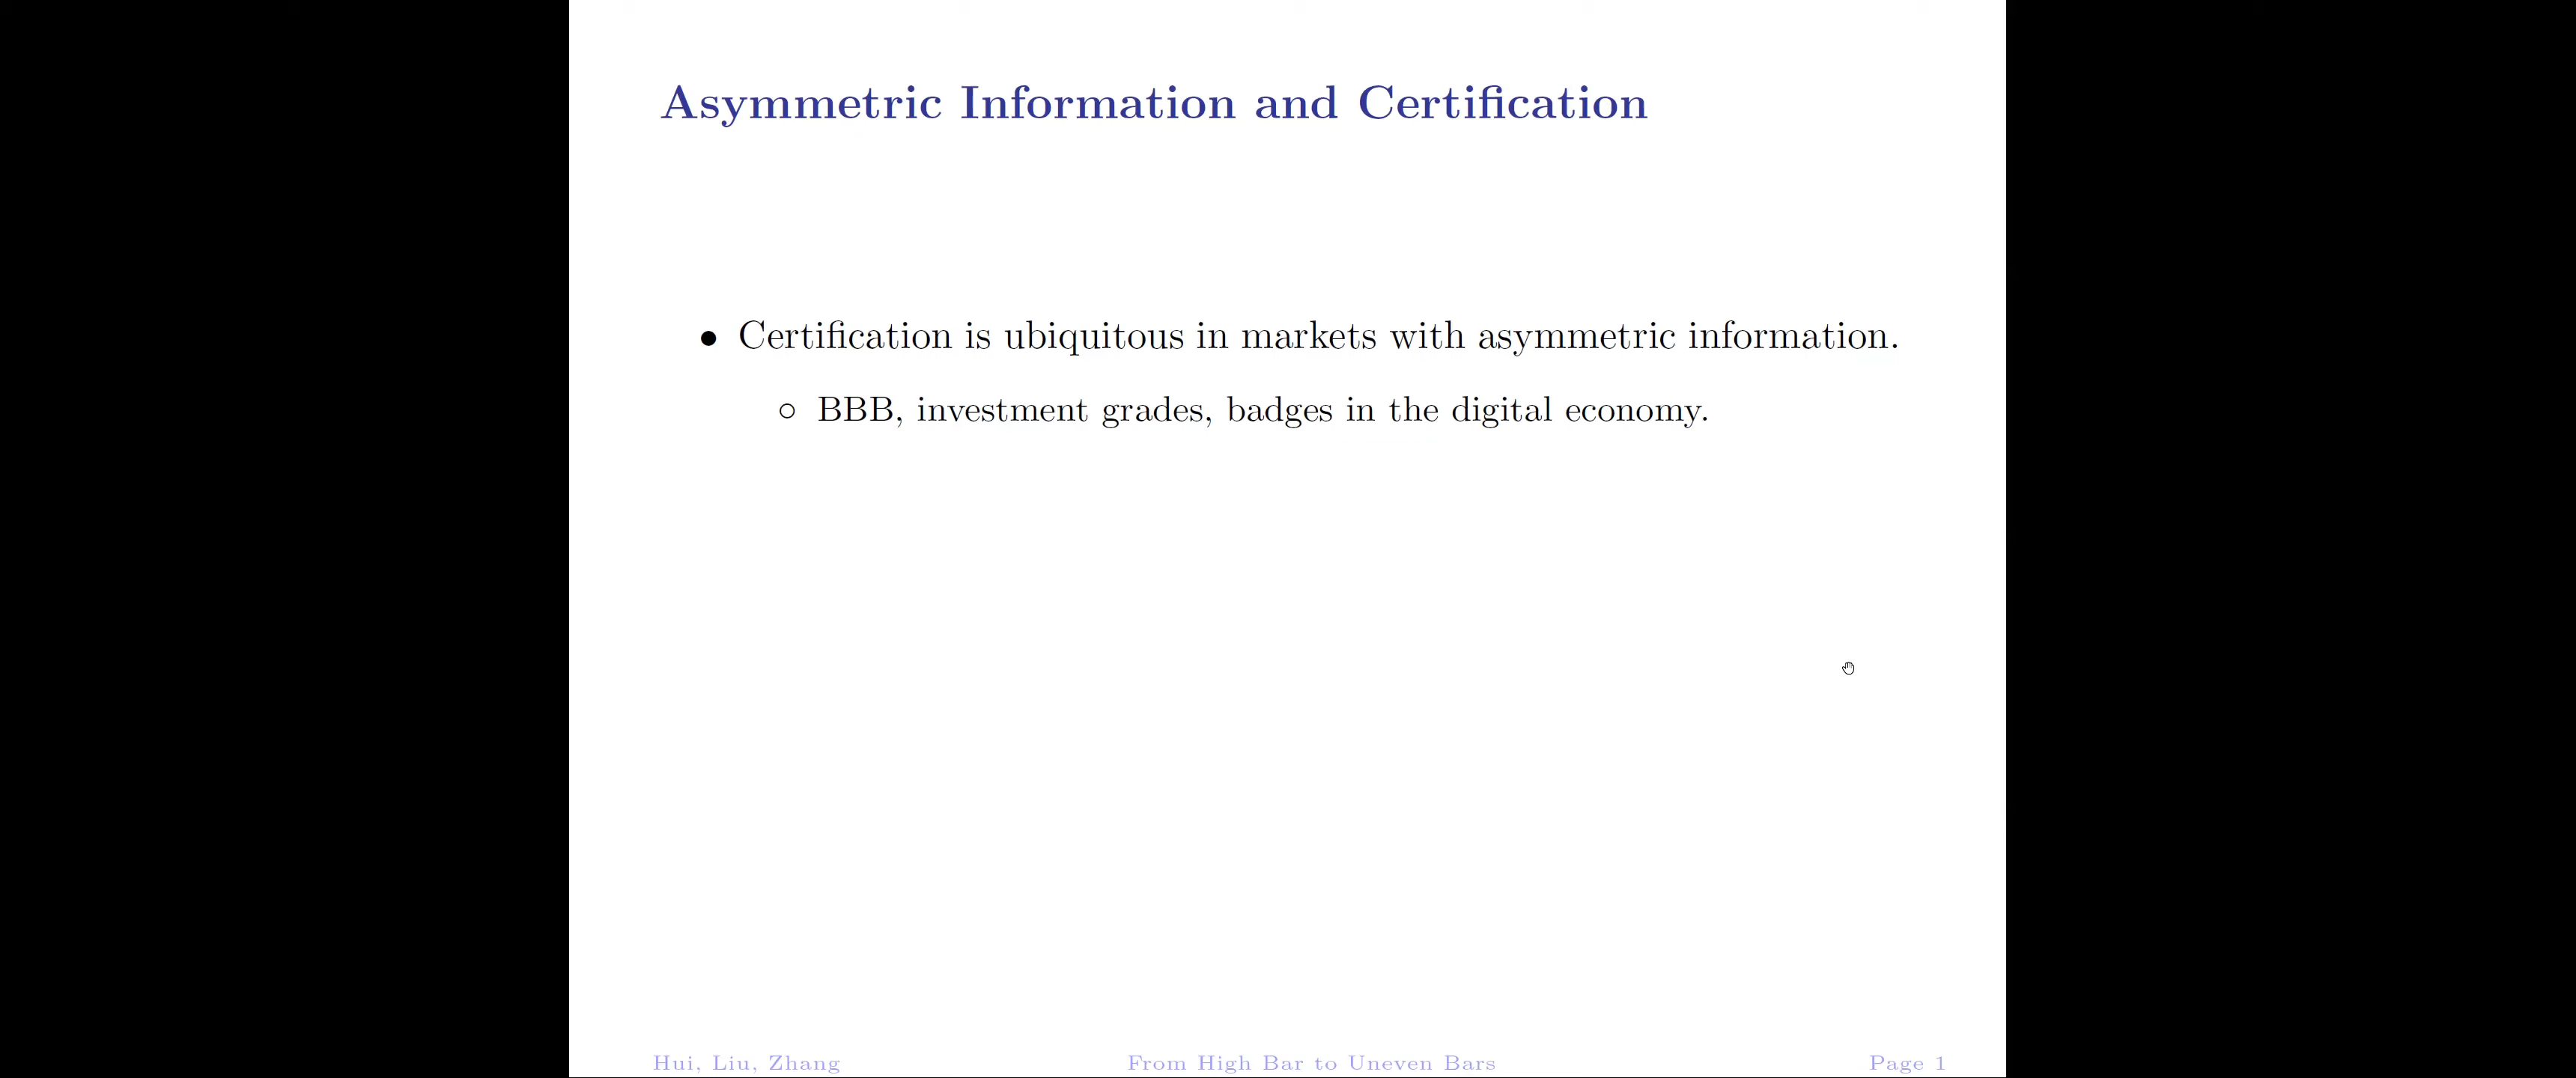 Asymmetric Information and Certification
• Certification is ubiquitous in markets with asymmetric information.
○ BBB, investment grades, badges in the digital economy.
Hui, Liu, Zhang From High Bar to Uneven Bars Page 1